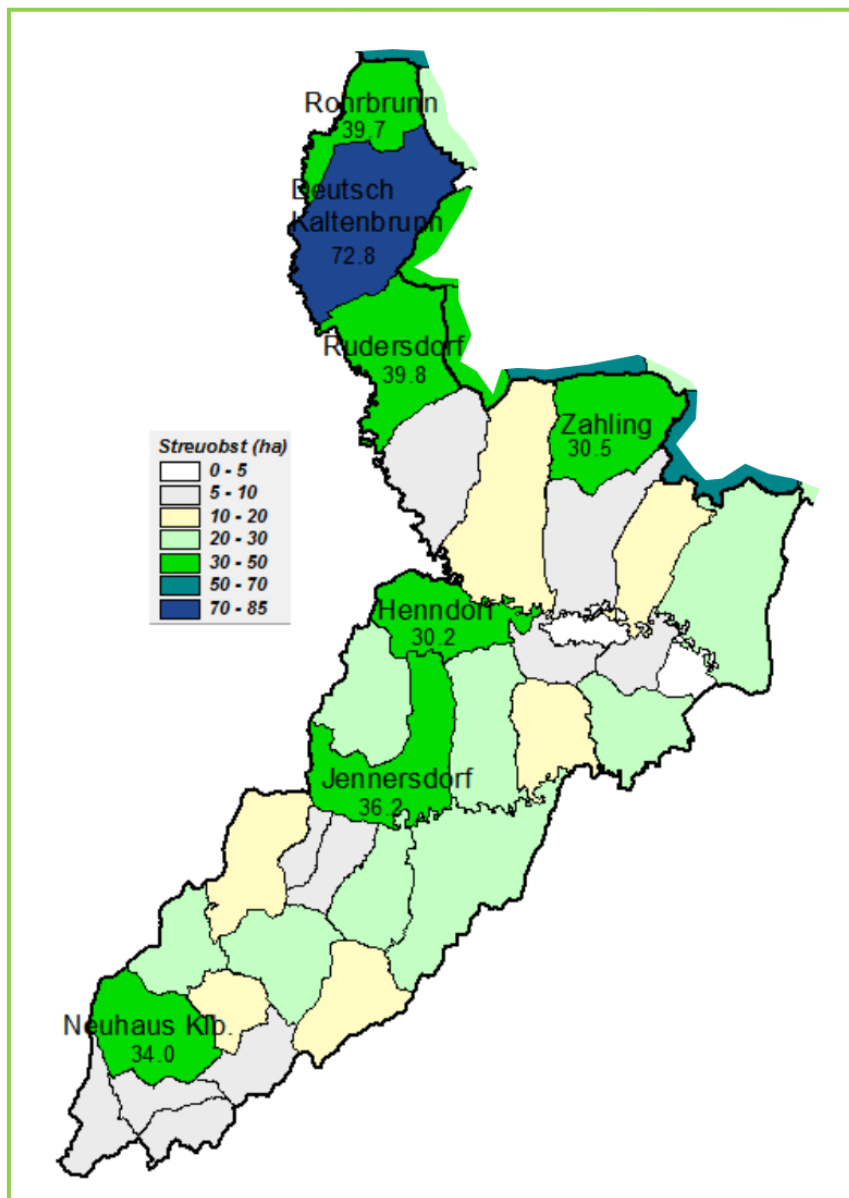 Rohrbrunn
39.7
Deutsch
Kaltenbrunn
72.8
Rudersdorf
39.8
Zahling
30.5
Streuobst (ha)
0 - 5
5 - 10
10 - 20
20 - 30
30 - 50
50 - 70
70 - 85
Henndorf
30.2
Jennersdorf
36.2
Neuhaus Klb.
34.0